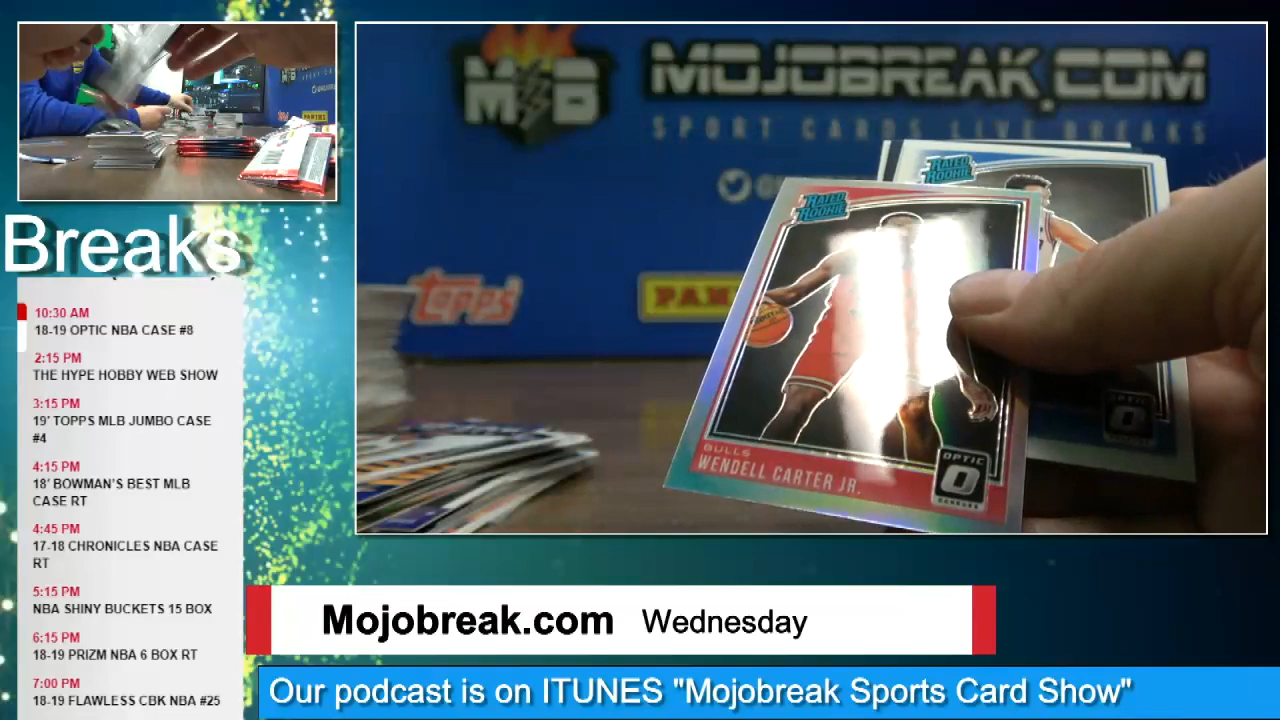 MOJOBREAK.COM
SPORT CARDS LIVE BREAKS
MB
topps
RATED ROOKIE
RATED ROOKIE
BULLS
WENDELL CARTER JR.
OPTIC
OPTIC
Breaks
10:30 AM
18-19 OPTIC NBA CASE #8
2:15 PM
THE HYPE HOBBY WEB SHOW
3:15 PM
19' TOPPS MLB JUMBO CASE
#4
4:15 PM
18' BOWMAN'S BEST MLB
CASE RT
4:45 PM
17-18 CHRONICLES NBA CASE
RT
5:15 PM
NBA SHINY BUCKETS 15 BOX
6:15 PM
18-19 PRIZM NBA 6 BOX RT
7:00 PM
18-19 FLAWLESS CBK NBA #25
Mojobreak.com Wednesday
Our podcast is on ITUNES "Mojobreak Sports Card Show"